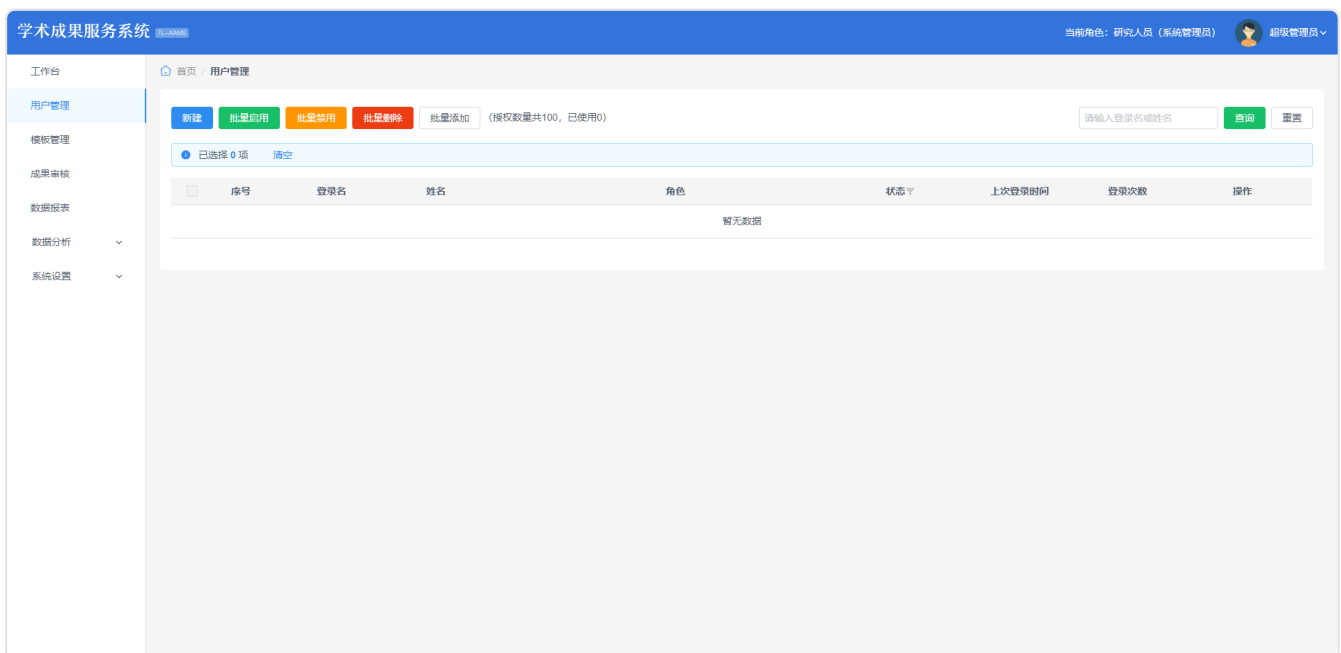 学术成果服务系统 TL-AAMS
当前角色：研究人员（系统管理员） 超级管理员
工作台
用户管理
模板管理
成果审核
数据报表
数据分析
系统设置
首页 / 用户管理
新建 批量启用 批量禁用 批量删除 批量添加 (授权数量共100，已使用0) 请输入登录名或姓名 查询 重置
已选择 0 项 清空
序号 登录名 姓名 角色 状态 上次登录时间 登录次数 操作
暂无数据